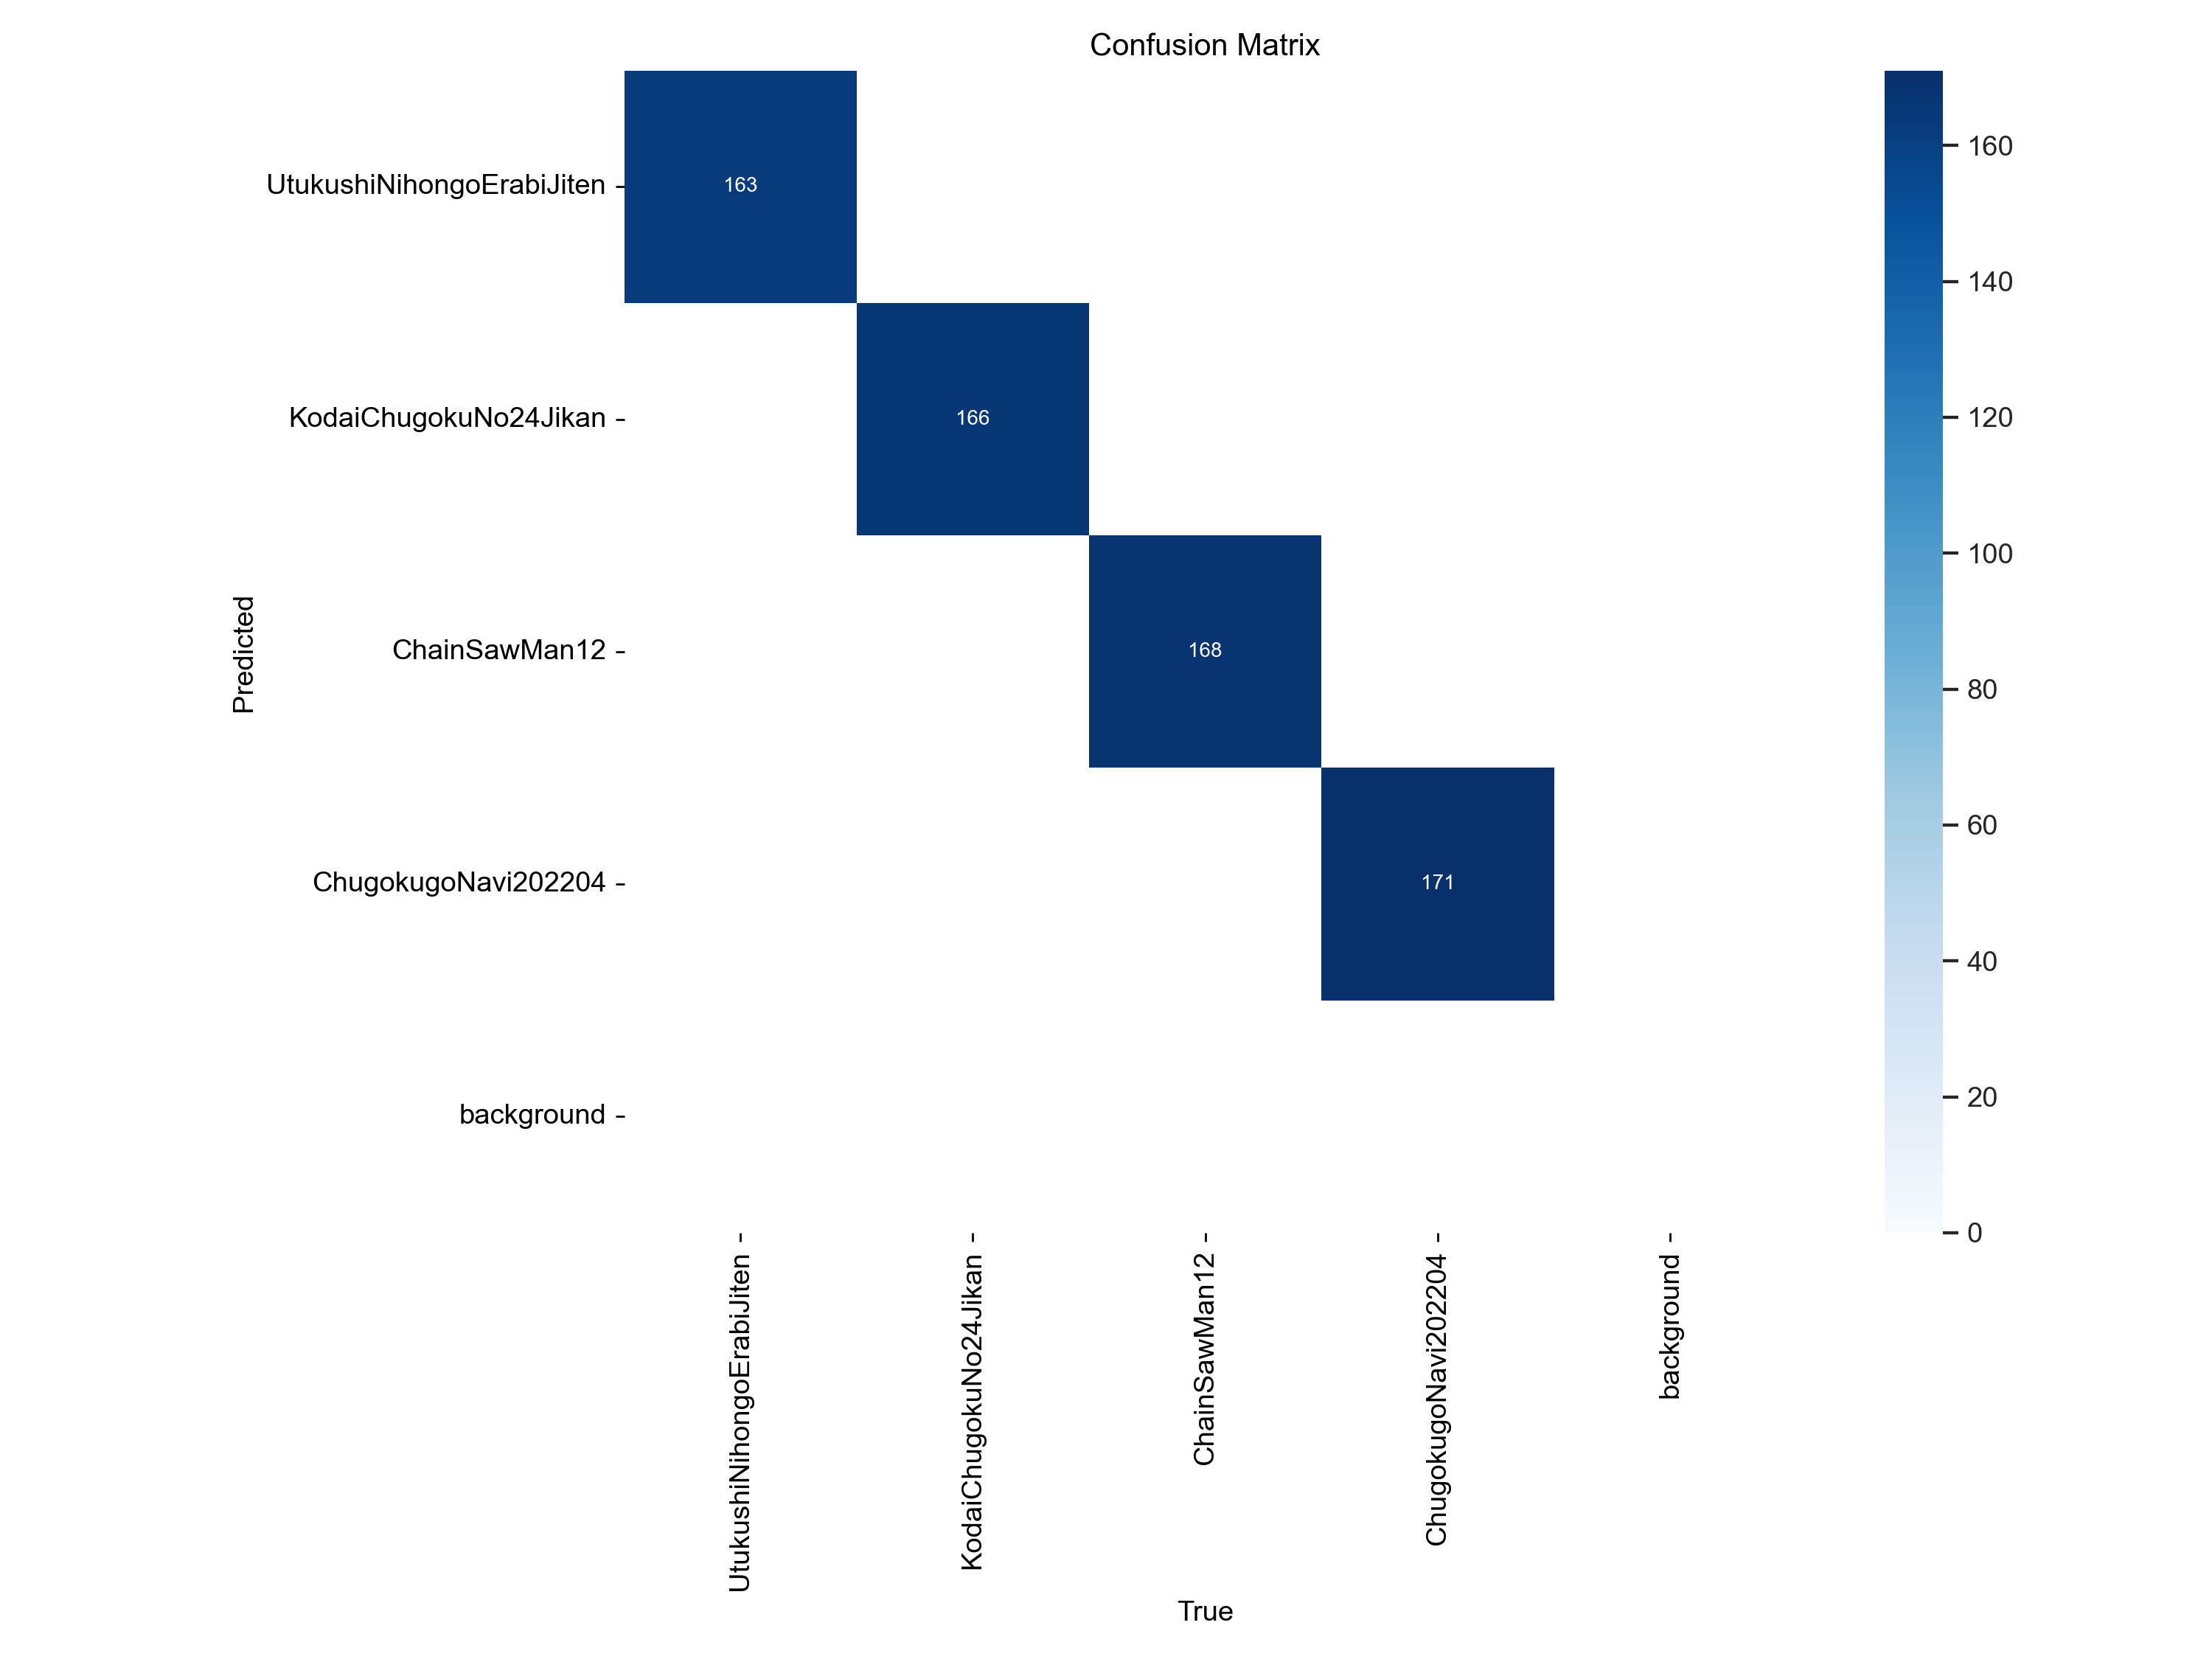 Confusion Matrix
UtukushiNihongoErabiJiten
163
KodaiChugokuNo24Jikan
166
ChainSawMan12
168
ChugokugoNavi202204
171
background
Predicted
UtukushiNihongoErabiJiten
KodaiChugokuNo24Jikan
ChainSawMan12
ChugokugoNavi202204
background
True
160
140
120
100
80
60
40
20
0